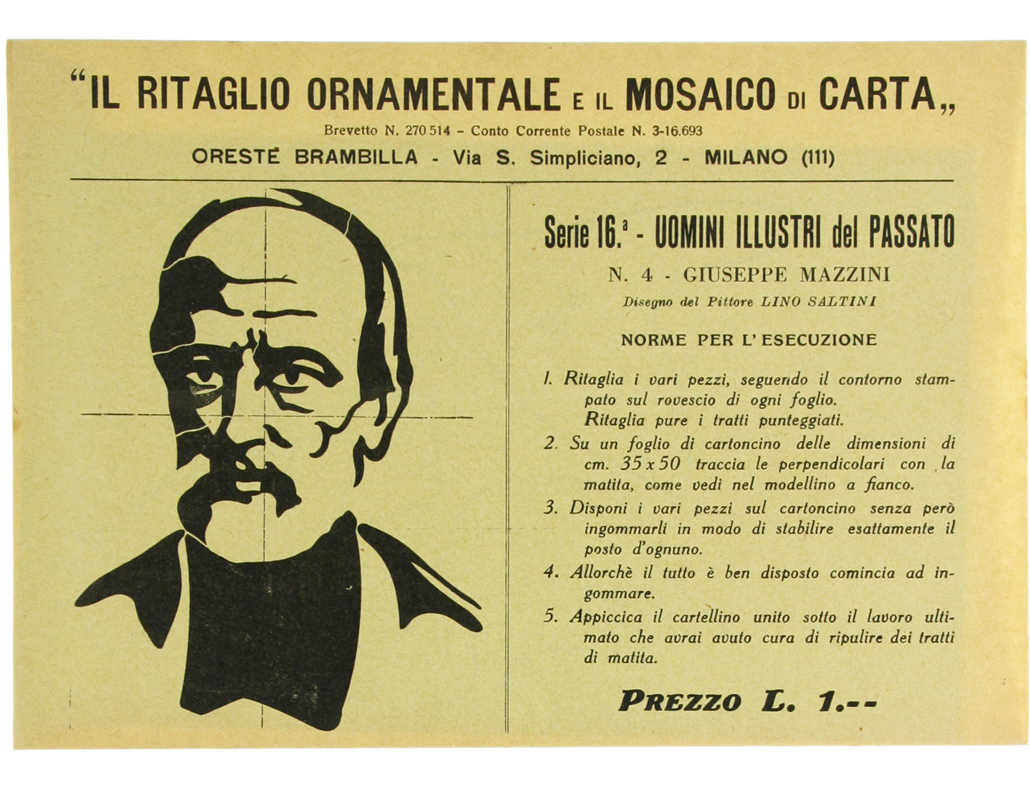 “IL RITAGLIO ORNAMENTALE E IL MOSAICO DI CARTA„
Brevetto N. 270514 – Conto Corrente Postale N. 3-16.693
ORESTE BRAMBILLA - Via S. Simpliciano, 2 - MILANO (111)
Serie 16.ª - UOMINI ILLUSTRI del PASSATO
N. 4 - GIUSEPPE MAZZINI
Disegno del Pittore LINO SALTINI
NORME PER L'ESECUZIONE
1. Ritaglia i vari pezzi, seguendo il contorno stam-
pato sul rovescio di ogni foglio.
Ritaglia pure i tratti punteggiati.
2. Su un foglio di cartoncino delle dimensioni di
cm. 35x50 traccia le perpendicolari con la
matita, come vedi nel modellino a fianco.
3. Disponi i vari pezzi sul cartoncino senza però
ingommarli in modo di stabilire esattamente il
posto d'ognuno.
4. Allorchè il tutto è ben disposto comincia ad in-
gommare.
5. Appiccica il cartellino unito sotto il lavoro ulti-
mato che avrai avuto cura di ripulire dei tratti
di matita.
PREZZO L. 1.--